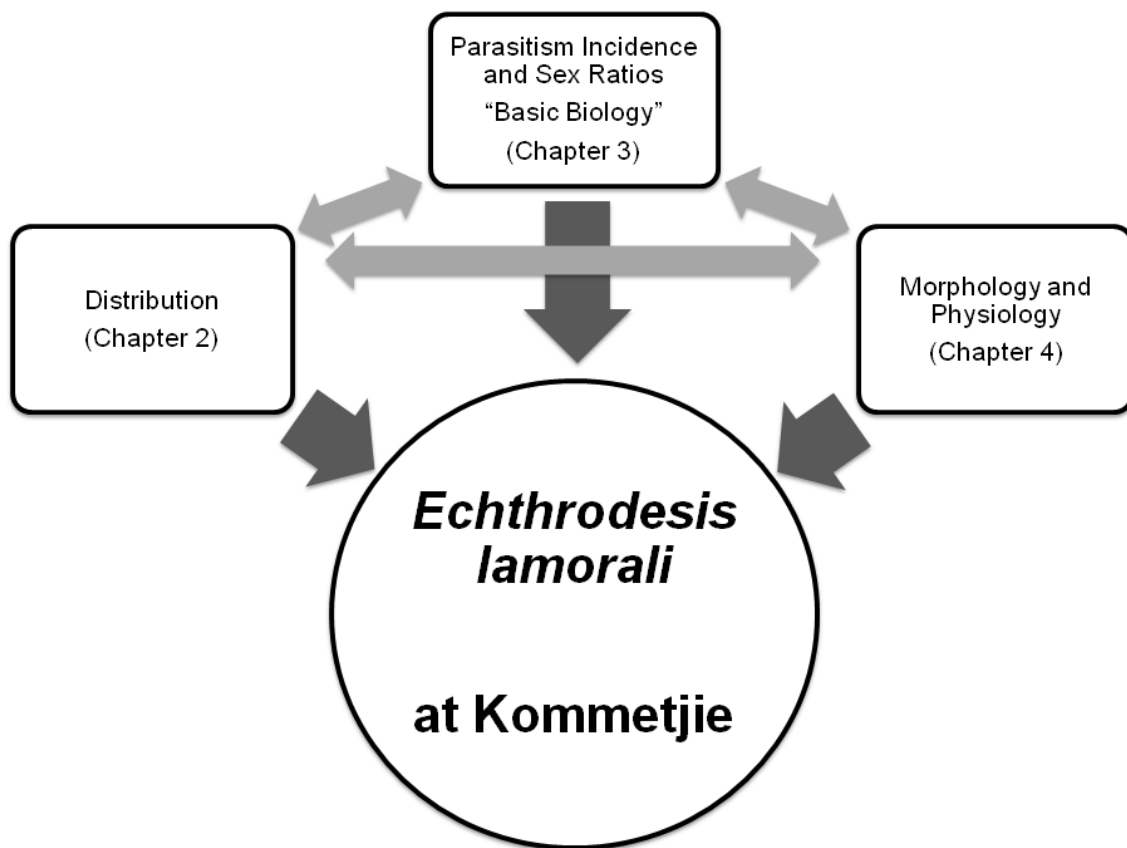 Parasitism Incidence
and Sex Ratios
“Basic Biology”
(Chapter 3)
Distribution
(Chapter 2)
Morphology and
Physiology
(Chapter 4)
Echthrodesis
lamorali
at Kommetjie